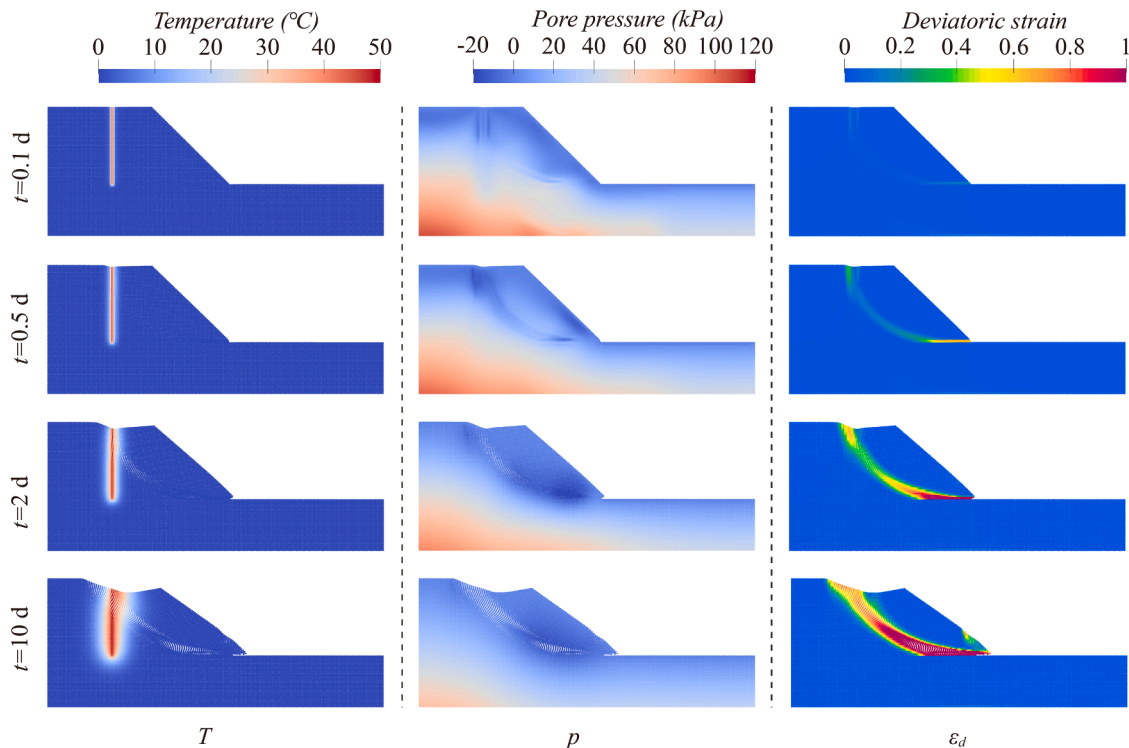 Temperature (℃) Pore pressure (kPa) Deviatoric strain
0 10 20 30 40 50 -20 0 20 40 60 80 100 120 0 0.2 0.4 0.6 0.8 1
t=0.1 d
t=0.5 d
t=2 d
t=10 d
T p εd